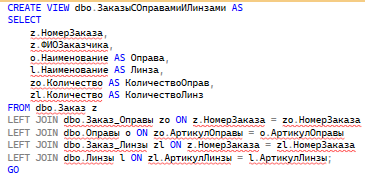 CREATE VIEW dbo.ЗаказыСОправамиИЛинзами AS
SELECT
z.НомерЗаказа,
z.ФИОЗаказчика,
o.Наименование AS Оправа,
l.Наименование AS Линза,
zo.Количество AS КоличествоОправ,
zl.Количество AS КоличествоЛинз
FROM dbo.Заказ z
LEFT JOIN dbo.Заказ_Оправы zo ON z.НомерЗаказа = zo.НомерЗаказа
LEFT JOIN dbo.Оправы o ON zo.АртикулОправы = o.АртикулОправы
LEFT JOIN dbo.Заказ_Линзы zl ON z.НомерЗаказа = zl.НомерЗаказа
LEFT JOIN dbo.Линзы l ON zl.АртикулЛинзы = l.АртикулЛинзы;
GO